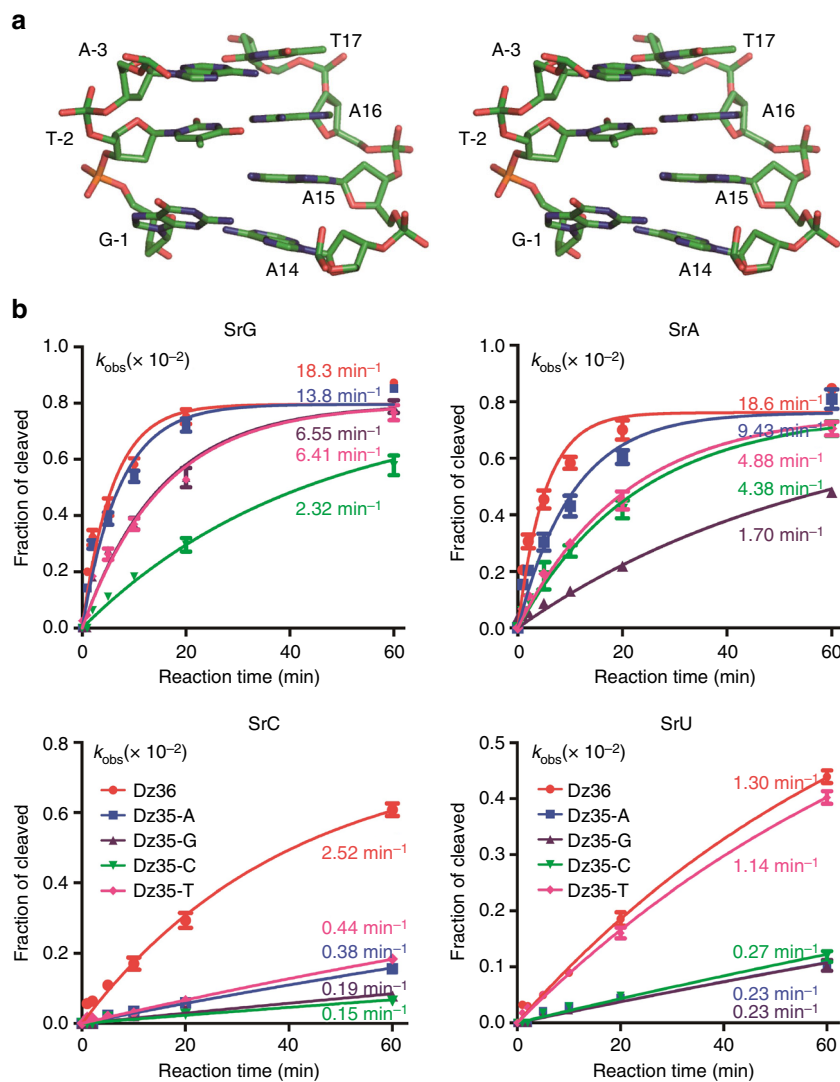 a
A-3
T17
T-2
A16
A15
G-1
A14
A-3
T17
T-2
A16
A15
G-1
A14
b
SrG
Fraction of cleaved
1.0
0.8
0.6
0.4
0.2
0.0
k_obs(× 10⁻²)
18.3 min⁻¹
13.8 min⁻¹
6.55 min⁻¹
6.41 min⁻¹
2.32 min⁻¹
0 20 40 60
Reaction time (min)
SrA
Fraction of cleaved
1.0
0.8
0.6
0.4
0.2
0.0
k_obs(× 10⁻²)
18.6 min⁻¹
9.43 min⁻¹
4.88 min⁻¹
4.38 min⁻¹
1.70 min⁻¹
0 20 40 60
Reaction time (min)
SrC
Fraction of cleaved
0.8
0.6
0.4
0.2
0.0
k_obs(× 10⁻²)
Dz36
Dz35-A
Dz35-G
Dz35-C
Dz35-T
2.52 min⁻¹
0.44 min⁻¹
0.38 min⁻¹
0.19 min⁻¹
0.15 min⁻¹
0 20 40 60
Reaction time (min)
SrU
Fraction of cleaved
0.5
0.4
0.3
0.2
0.1
0.0
k_obs(× 10⁻²)
Dz36
Dz35-A
Dz35-G
Dz35-C
Dz35-T
1.30 min⁻¹
1.14 min⁻¹
0.27 min⁻¹
0.23 min⁻¹
0.23 min⁻¹
0 20 40 60
Reaction time (min)